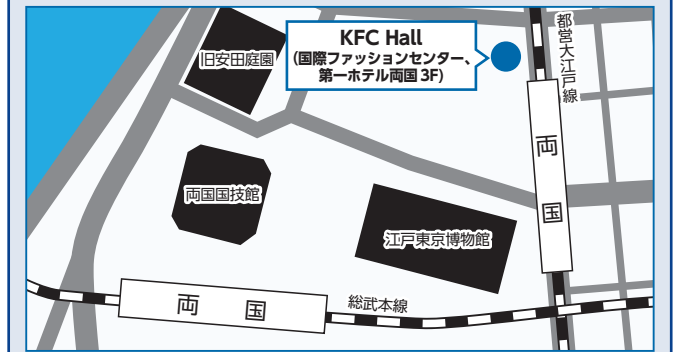 KFC Hall
(国際ファッションセンター、
第一ホテル両国 3F)
都営大江戸線
旧安田庭園
両国
両国国技館
江戸東京博物館
両国
総武本線